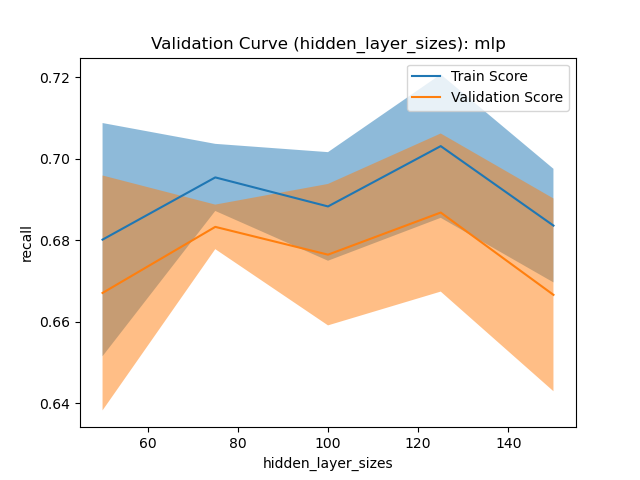 Validation Curve (hidden_layer_sizes): mlp
Train Score
Validation Score
0.72
0.70
0.68
0.66
0.64
recall
60
80
100
120
140
hidden_layer_sizes